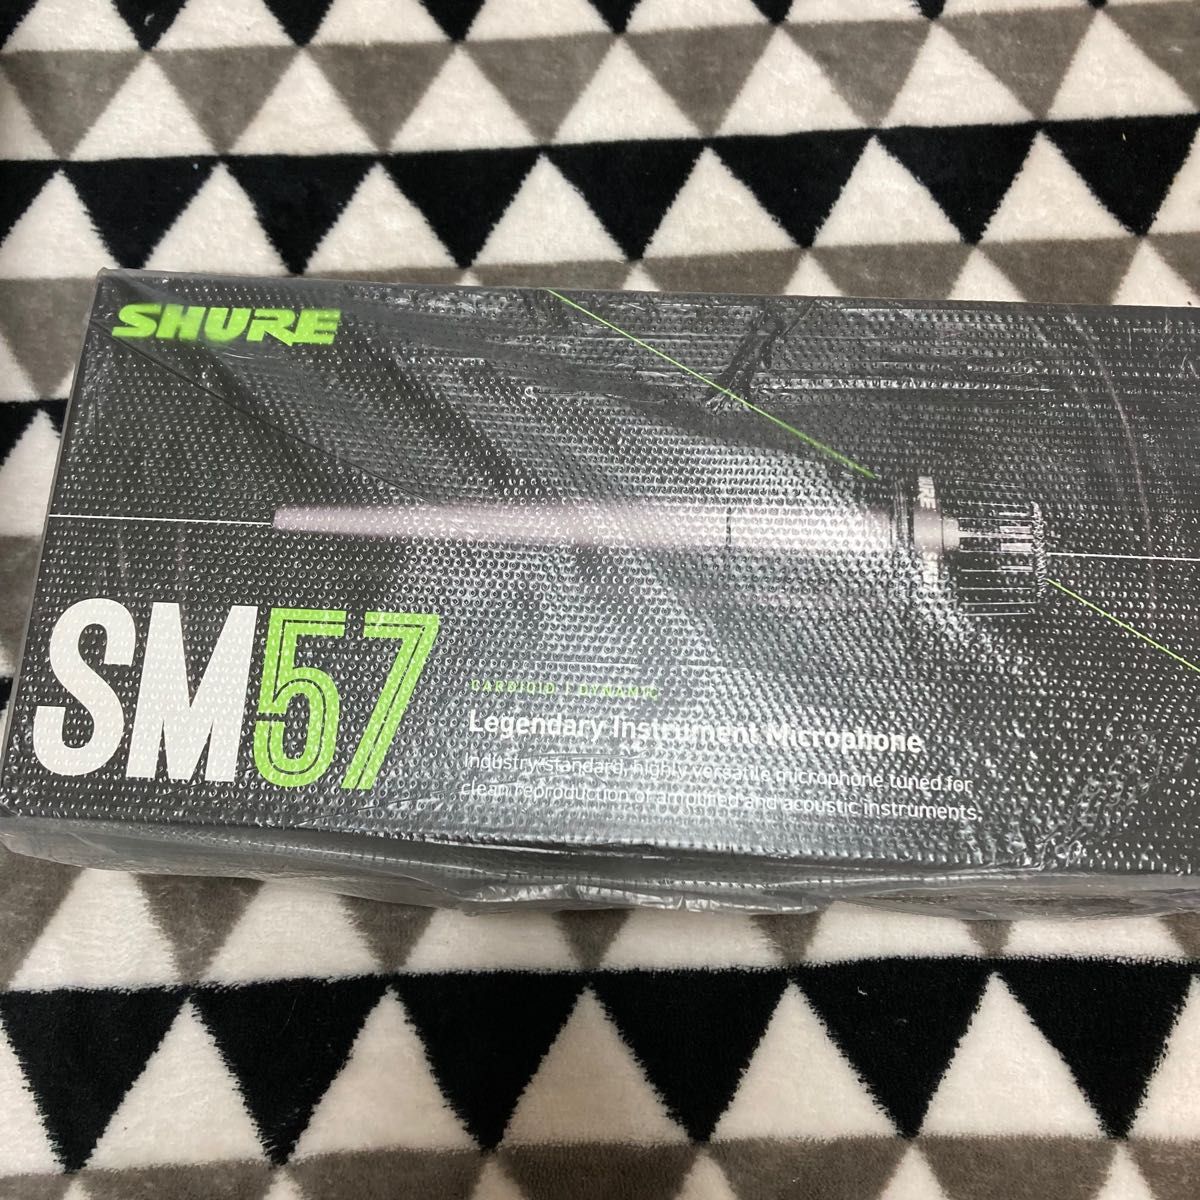 SHURE
SM57
CARDIOID | DYNAMIC
Legendary Instrument Microphone
Industry-standard, highly versatile microphone tuned for
clean reproduction of amplified and acoustic instruments.